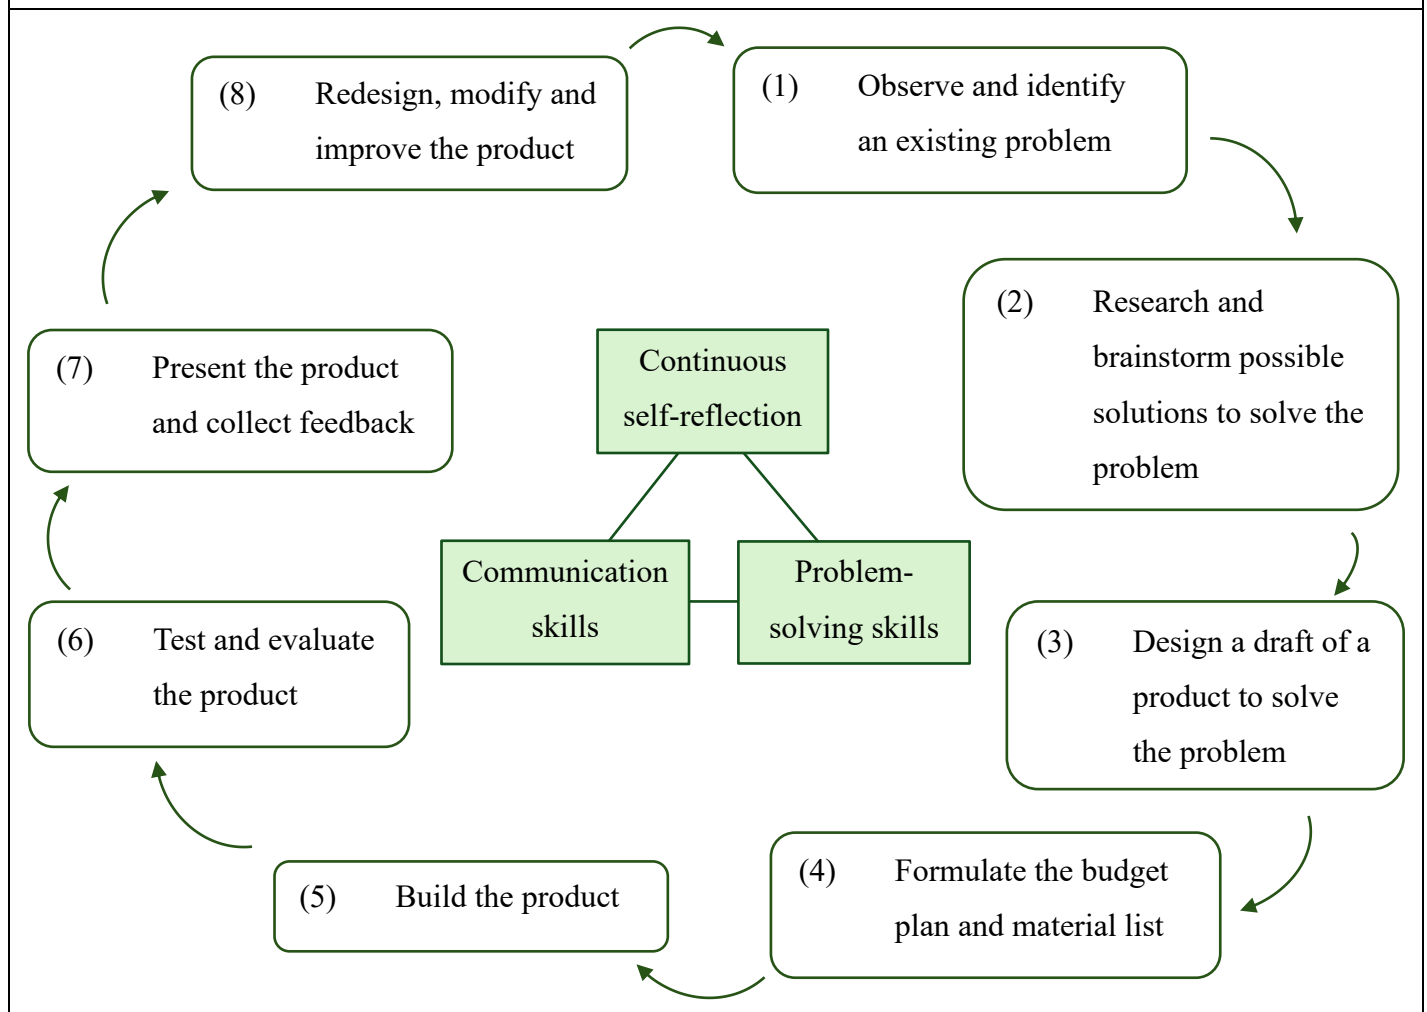 (1) Observe and identify
an existing problem
(2) Research and
brainstorm possible
solutions to solve the
problem
(3) Design a draft of a
product to solve
the problem
(4) Formulate the budget
plan and material list
(5) Build the product
(6) Test and evaluate
the product
(7) Present the product
and collect feedback
(8) Redesign, modify and
improve the product
Continuous
self-reflection
Communication
skills
Problem-
solving skills